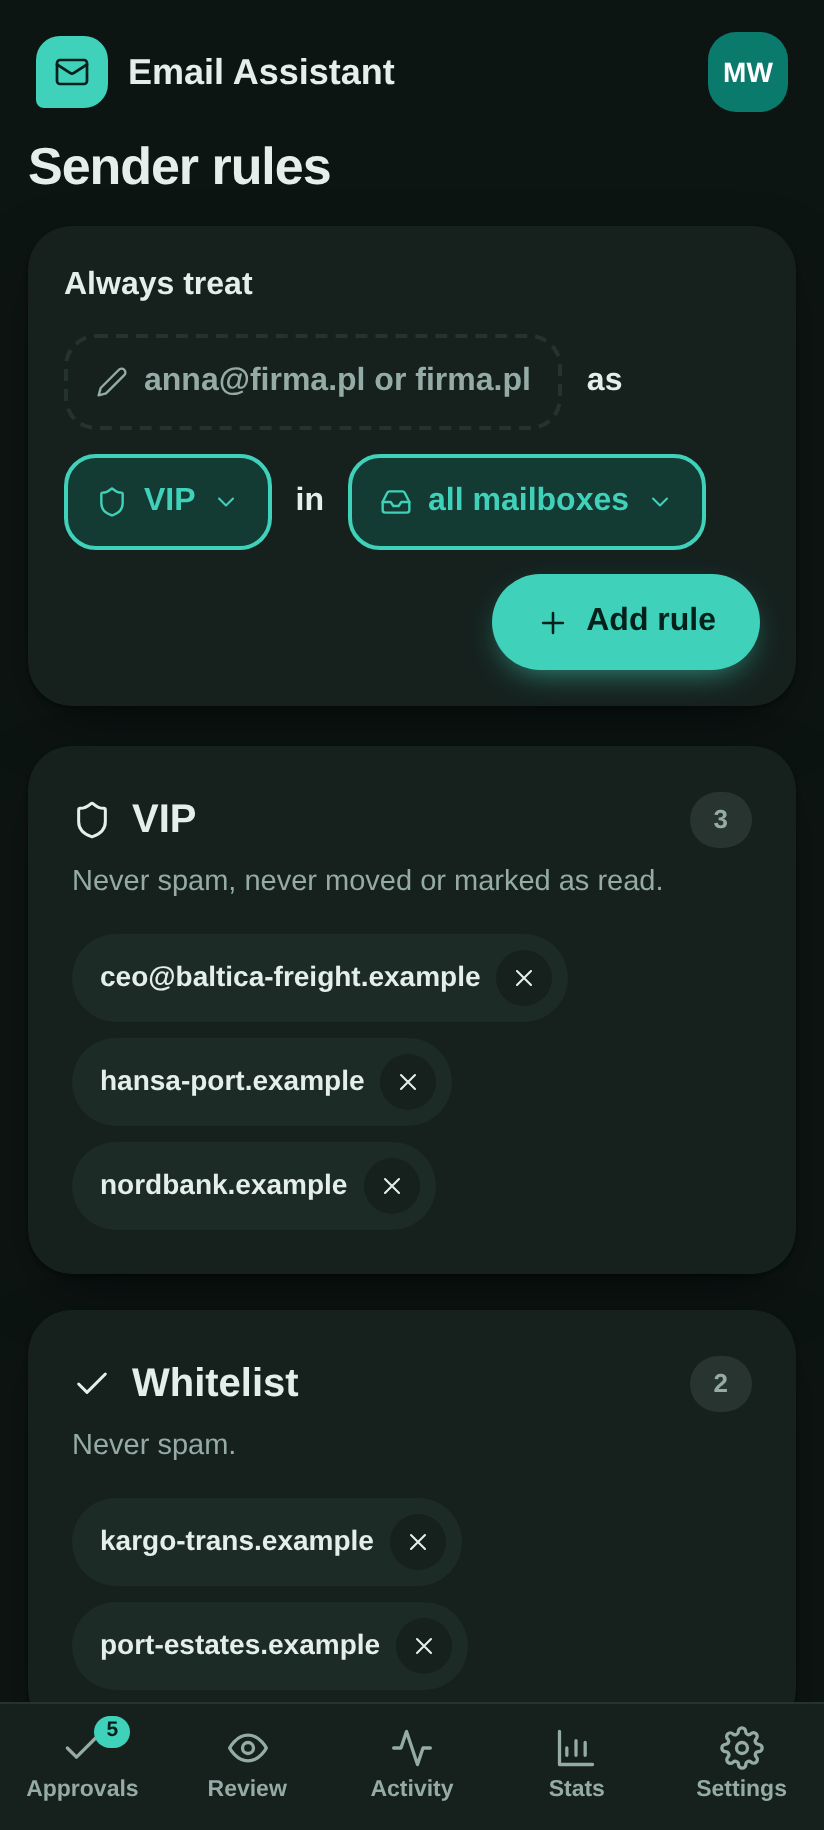 Email Assistant
MW
Sender rules
Always treat
anna@firma.pl or firma.pl as
VIP in all mailboxes
Add rule
VIP
3
Never spam, never moved or marked as read.
ceo@baltica-freight.example
hansa-port.example
nordbank.example
Whitelist
2
Never spam.
kargo-trans.example
port-estates.example
5
Approvals
Review
Activity
Stats
Settings